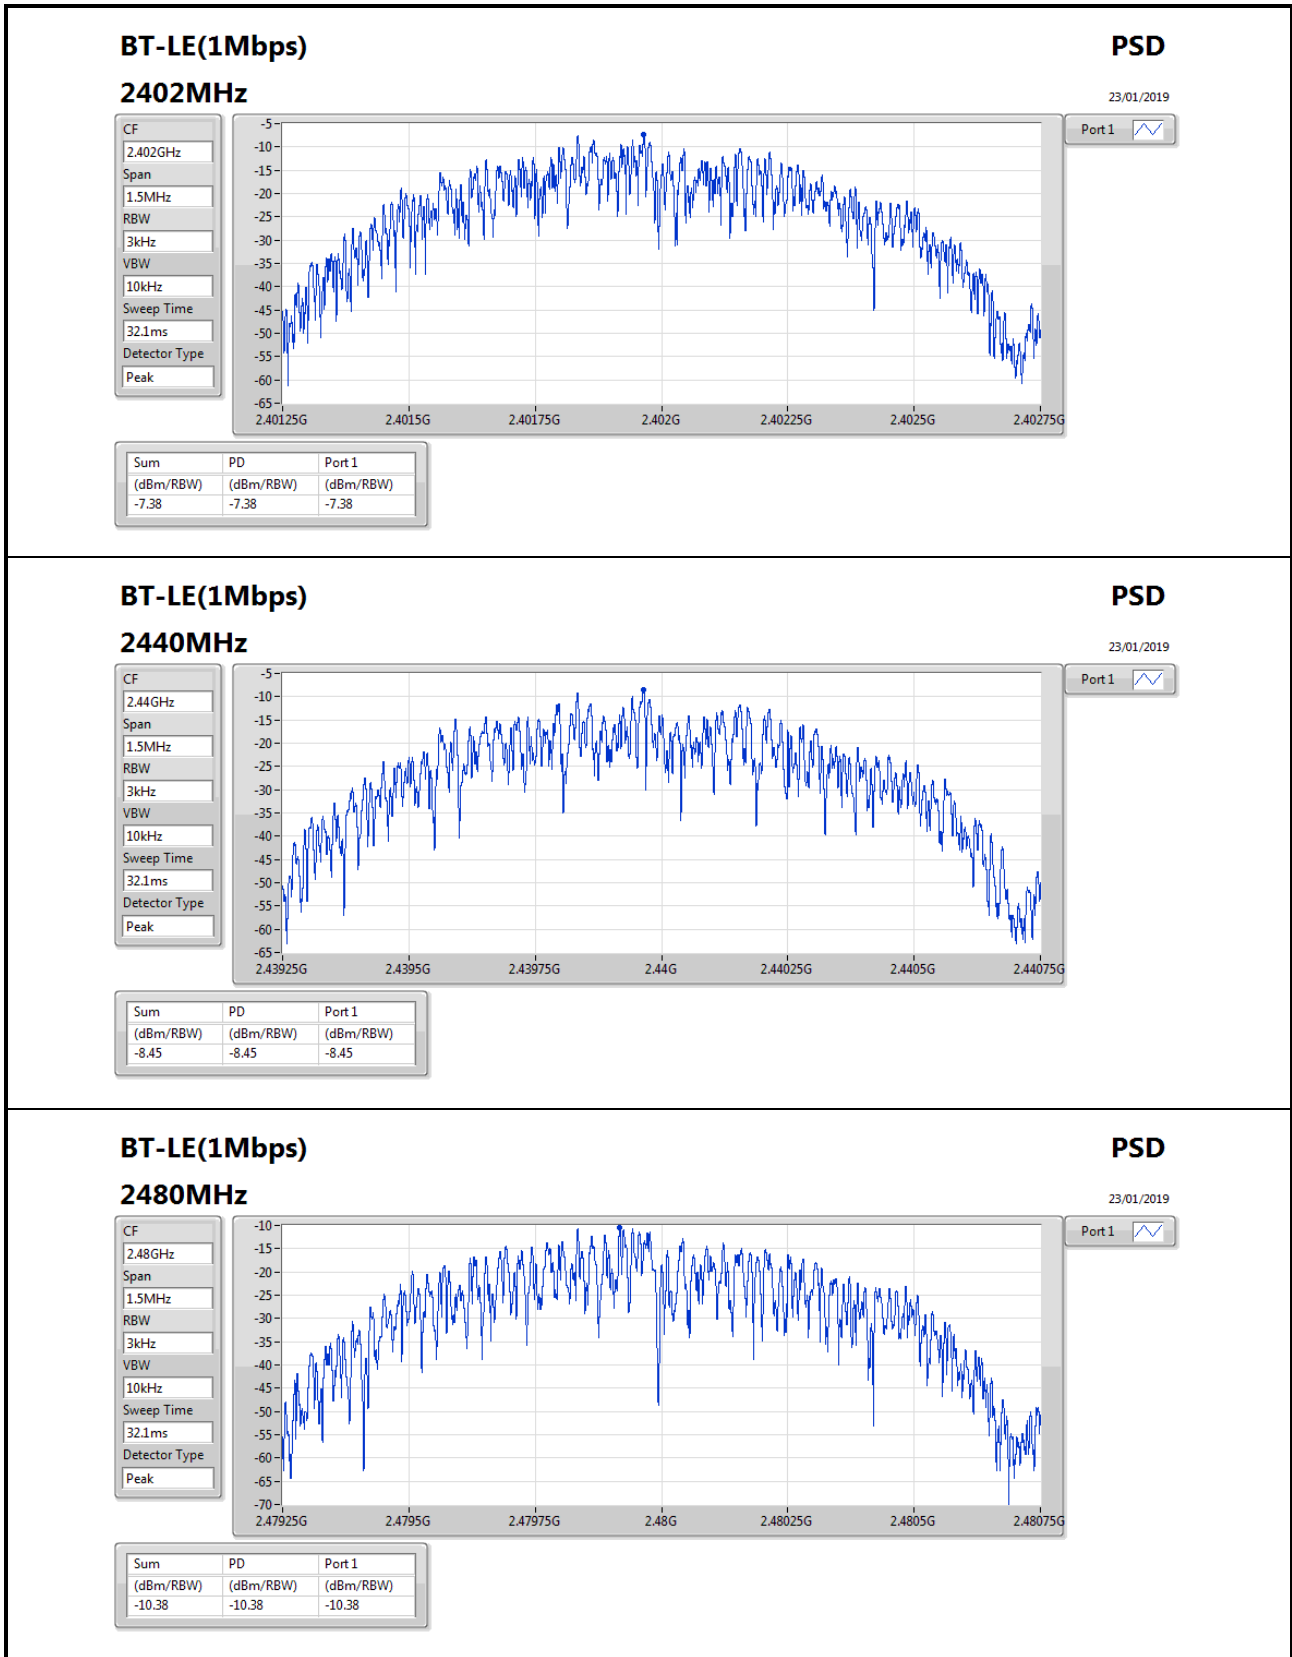 BT-LE(1Mbps) PSD
2402MHz 23/01/2019
CF
2.402GHz
Span
1.5MHz
RBW
3kHz
VBW
10kHz
Sweep Time
32.1ms
Detector Type
Peak
-5
-10
-15
-20
-25
-30
-35
-40
-45
-50
-55
-60
-65
2.40125G 2.4015G 2.40175G 2.402G 2.40225G 2.4025G 2.40275G
Port 1
Sum PD Port 1
(dBm/RBW) (dBm/RBW) (dBm/RBW)
-7.38 -7.38 -7.38
BT-LE(1Mbps) PSD
2440MHz 23/01/2019
CF
2.44GHz
Span
1.5MHz
RBW
3kHz
VBW
10kHz
Sweep Time
32.1ms
Detector Type
Peak
-5
-10
-15
-20
-25
-30
-35
-40
-45
-50
-55
-60
-65
2.43925G 2.4395G 2.43975G 2.44G 2.44025G 2.4405G 2.44075G
Port 1
Sum PD Port 1
(dBm/RBW) (dBm/RBW) (dBm/RBW)
-8.45 -8.45 -8.45
BT-LE(1Mbps) PSD
2480MHz 23/01/2019
CF
2.48GHz
Span
1.5MHz
RBW
3kHz
VBW
10kHz
Sweep Time
32.1ms
Detector Type
Peak
-10
-15
-20
-25
-30
-35
-40
-45
-50
-55
-60
-65
-70
2.47925G 2.4795G 2.47975G 2.48G 2.48025G 2.4805G 2.48075G
Port 1
Sum PD Port 1
(dBm/RBW) (dBm/RBW) (dBm/RBW)
-10.38 -10.38 -10.38